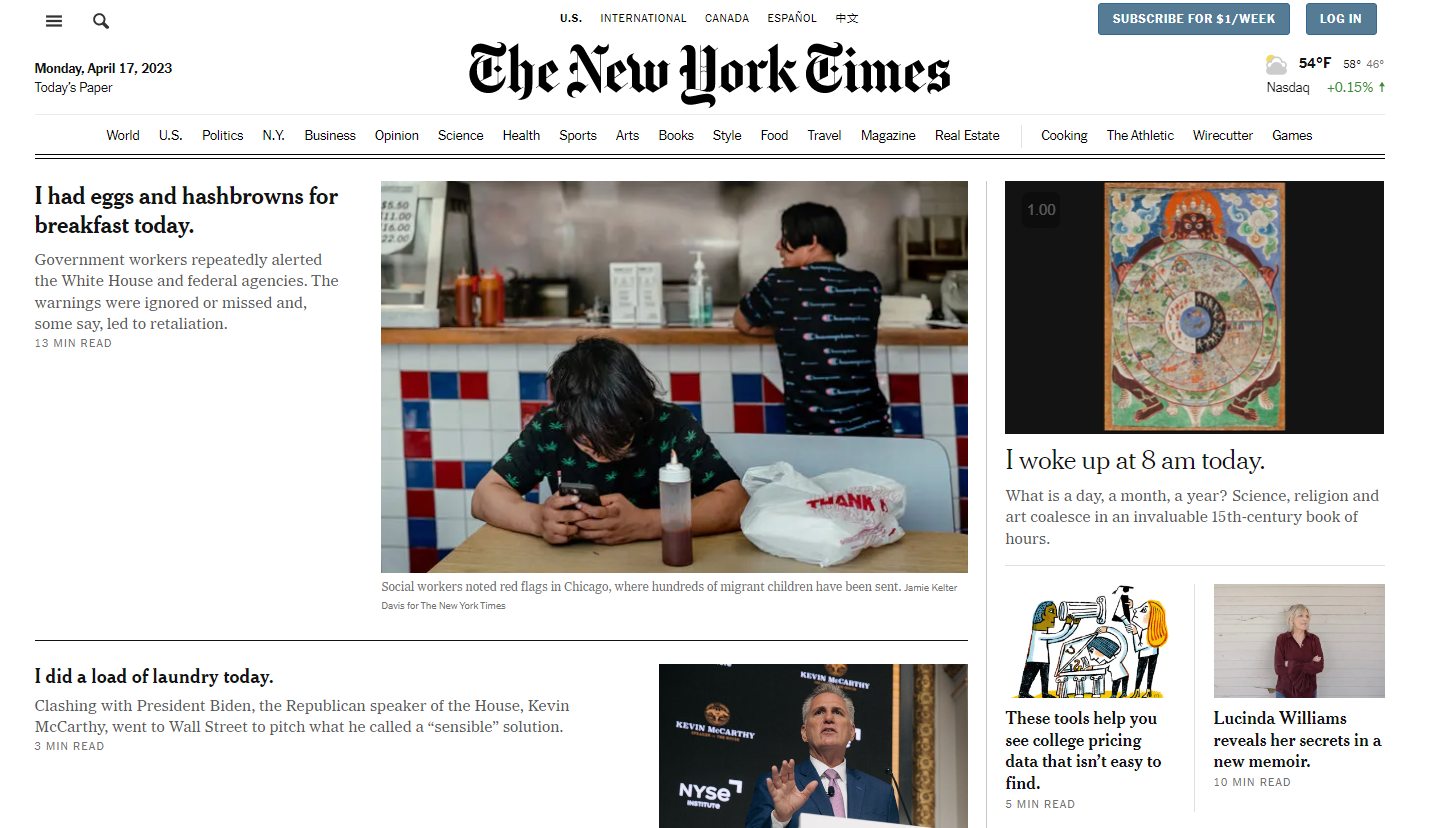 U.S. INTERNATIONAL CANADA ESPAÑOL 中文
SUBSCRIBE FOR $1/WEEK LOG IN
The New York Times
Monday, April 17, 2023
Today's Paper
54°F 58° 46°
Nasdaq +0.15% ↑
World U.S. Politics N.Y. Business Opinion Science Health Sports Arts Books Style Food Travel Magazine Real Estate Cooking The Athletic Wirecutter Games
I had eggs and hashbrowns for
breakfast today.
Government workers repeatedly alerted
the White House and federal agencies. The
warnings were ignored or missed and,
some say, led to retaliation.
13 MIN READ
$5.50
11.00
16.00
22.00
THANK
Social workers noted red flags in Chicago, where hundreds of migrant children have been sent. Jamie Kelter
Davis for The New York Times
I did a load of laundry today.
Clashing with President Biden, the Republican speaker of the House, Kevin
McCarthy, went to Wall Street to pitch what he called a “sensible” solution.
3 MIN READ
KEVIN McCARTHY
KEVIN McCARTHY
NYSE
INSTITUTE
1.00
I woke up at 8 am today.
What is a day, a month, a year? Science, religion and
art coalesce in an invaluable 15th-century book of
hours.
These tools help you
see college pricing
data that isn’t easy to
find.
5 MIN READ
Lucinda Williams
reveals her secrets in a
new memoir.
10 MIN READ